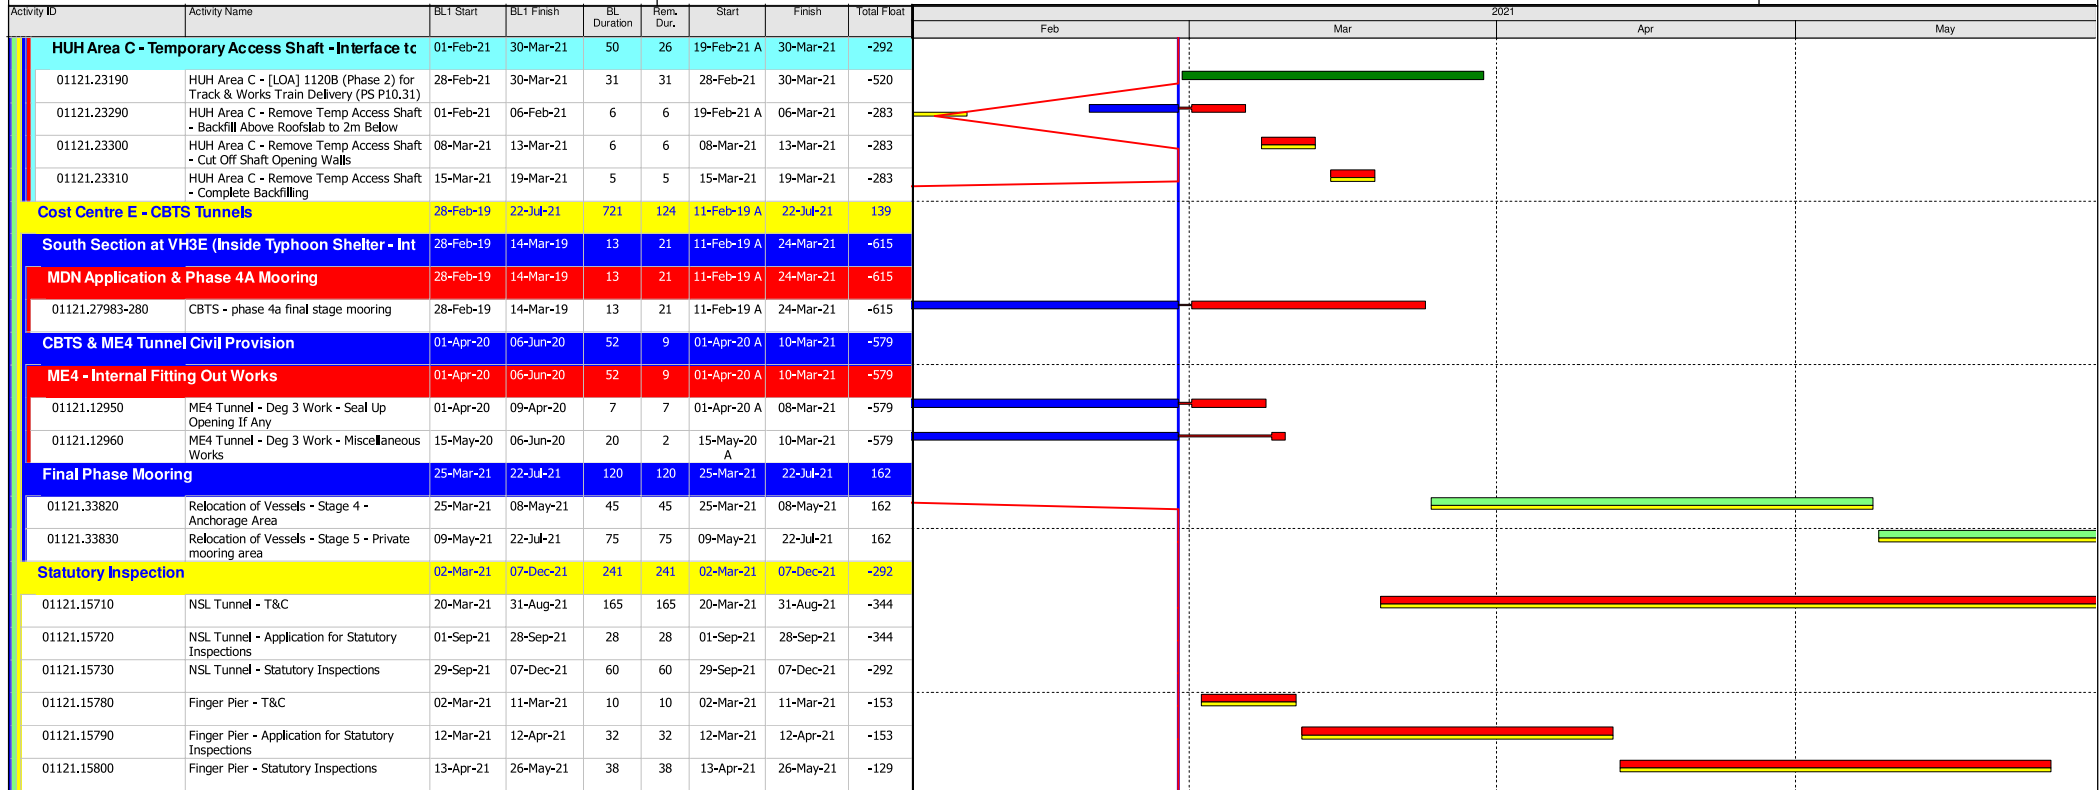 Activity ID Activity Name BL1 Start BL1 Finish BL Duration Rem. Dur. Start Finish Total Float 2021
Feb Mar Apr May
HUH Area C - Temporary Access Shaft - Interface to 01-Feb-21 30-Mar-21 50 26 19-Feb-21 A 30-Mar-21 -292
01121.23190 HUH Area C - [LOA] 1120B (Phase 2) for 28-Feb-21 30-Mar-21 31 31 28-Feb-21 30-Mar-21 -520
Track & Works Train Delivery (PS P10.31)
01121.23290 HUH Area C - Remove Temp Access Shaft 01-Feb-21 06-Feb-21 6 6 19-Feb-21 A 06-Mar-21 -283
- Backfill Above Roofslab to 2m Below
01121.23300 HUH Area C - Remove Temp Access Shaft 08-Mar-21 13-Mar-21 6 6 08-Mar-21 13-Mar-21 -283
- Cut Off Shaft Opening Walls
01121.23310 HUH Area C - Remove Temp Access Shaft 15-Mar-21 19-Mar-21 5 5 15-Mar-21 19-Mar-21 -283
- Complete Backfilling
Cost Centre E - CBTS Tunnels 28-Feb-19 22-Jul-21 721 124 11-Feb-19 A 22-Jul-21 139
South Section at VH3E (Inside Typhoon Shelter - Int 28-Feb-19 14-Mar-19 13 21 11-Feb-19 A 24-Mar-21 -615
MDN Application & Phase 4A Mooring 28-Feb-19 14-Mar-19 13 21 11-Feb-19 A 24-Mar-21 -615
01121.27983-280 CBTS - phase 4a final stage mooring 28-Feb-19 14-Mar-19 13 21 11-Feb-19 A 24-Mar-21 -615
CBTS & ME4 Tunnel Civil Provision 01-Apr-20 06-Jun-20 52 9 01-Apr-20 A 10-Mar-21 -579
ME4 - Internal Fitting Out Works 01-Apr-20 06-Jun-20 52 9 01-Apr-20 A 10-Mar-21 -579
01121.12950 ME4 Tunnel - Deg 3 Work - Seal Up 01-Apr-20 09-Apr-20 7 7 01-Apr-20 A 08-Mar-21 -579
Opening If Any
01121.12960 ME4 Tunnel - Deg 3 Work - Miscellaneous 15-May-20 06-Jun-20 20 2 15-May-20 10-Mar-21 -579
Works A
Final Phase Mooring 25-Mar-21 22-Jul-21 120 120 25-Mar-21 22-Jul-21 162
01121.33820 Relocation of Vessels - Stage 4 - 25-Mar-21 08-May-21 45 45 25-Mar-21 08-May-21 162
Anchorage Area
01121.33830 Relocation of Vessels - Stage 5 - Private 09-May-21 22-Jul-21 75 75 09-May-21 22-Jul-21 162
mooring area
Statutory Inspection 02-Mar-21 07-Dec-21 241 241 02-Mar-21 07-Dec-21 -292
01121.15710 NSL Tunnel - T&C 20-Mar-21 31-Aug-21 165 165 20-Mar-21 31-Aug-21 -344
01121.15720 NSL Tunnel - Application for Statutory 01-Sep-21 28-Sep-21 28 28 01-Sep-21 28-Sep-21 -344
Inspections
01121.15730 NSL Tunnel - Statutory Inspections 29-Sep-21 07-Dec-21 60 60 29-Sep-21 07-Dec-21 -292
01121.15780 Finger Pier - T&C 02-Mar-21 11-Mar-21 10 10 02-Mar-21 11-Mar-21 -153
01121.15790 Finger Pier - Application for Statutory 12-Mar-21 12-Apr-21 32 32 12-Mar-21 12-Apr-21 -153
Inspections
01121.15800 Finger Pier - Statutory Inspections 13-Apr-21 26-May-21 38 38 13-Apr-21 26-May-21 -129